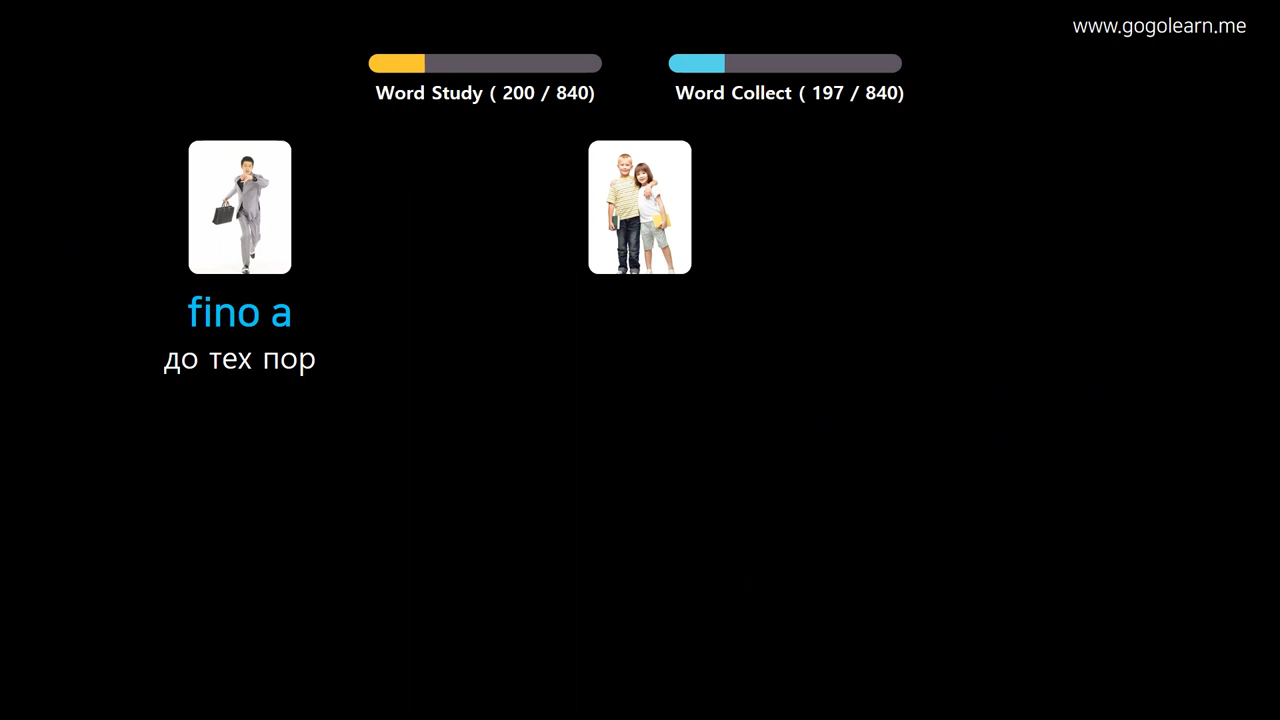 www.gogolearn.me
Word Study ( 200 / 840)
Word Collect ( 197 / 840)
fino a
до тех пор